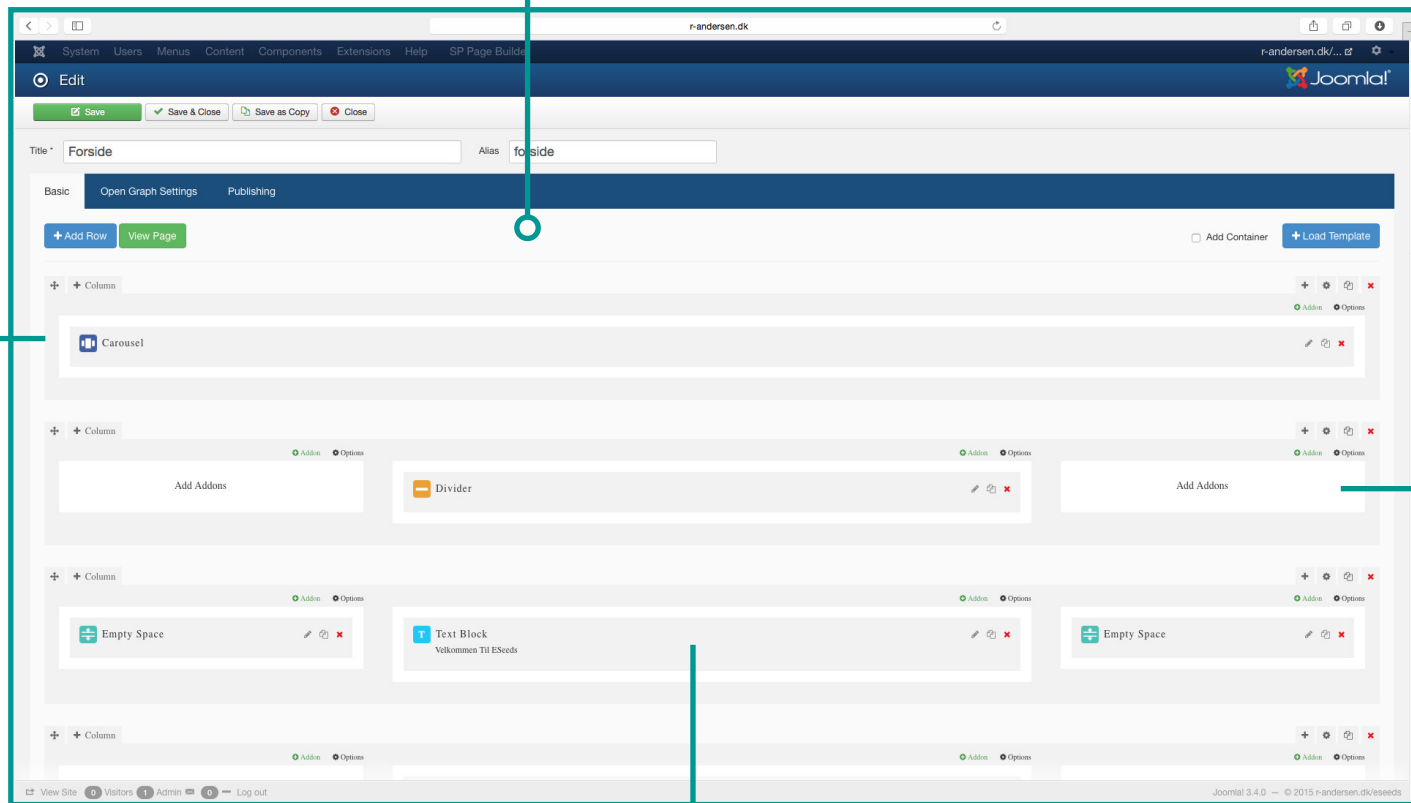 r-andersen.dk
System Users Menus Content Components Extensions Help SP Page Builde r-andersen.dk/...
Edit Joomla!
Save Save & Close Save as Copy Close
Title * Forside Alias forside
Basic Open Graph Settings Publishing
+ Add Row View Page Add Container + Load Template
+ Column
Addon Options
Carousel
+ Column
Addon Options Addon Options Addon Options
Add Addons Divider Add Addons
+ Column
Addon Options Addon Options Addon Options
Empty Space T Text Block Empty Space
Velkommen Til ESeeds
+ Column
Addon Options Addon Options Addon Options
View Site 0 Visitors 1 Admin 0 Log out Joomla! 3.4.0 — © 2015 r-andersen.dk/eseeds